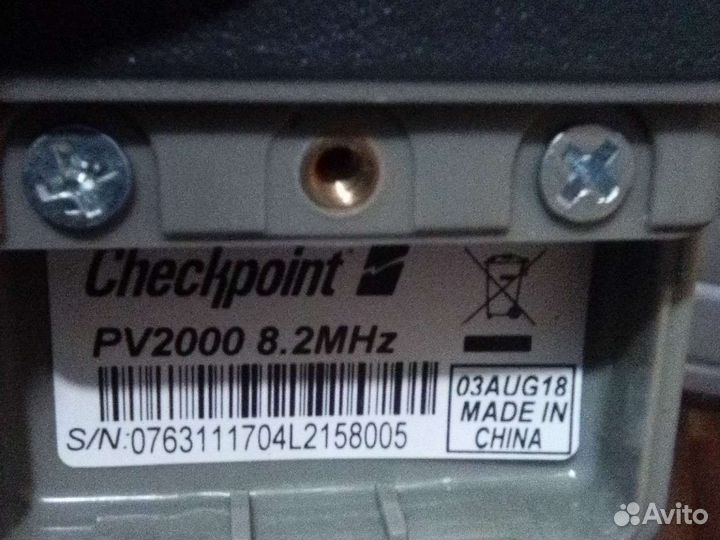 Checkpoint
PV2000 8.2MHz
03AUG18
MADE IN
CHINA
S/N:0763111704L2158005
Avito